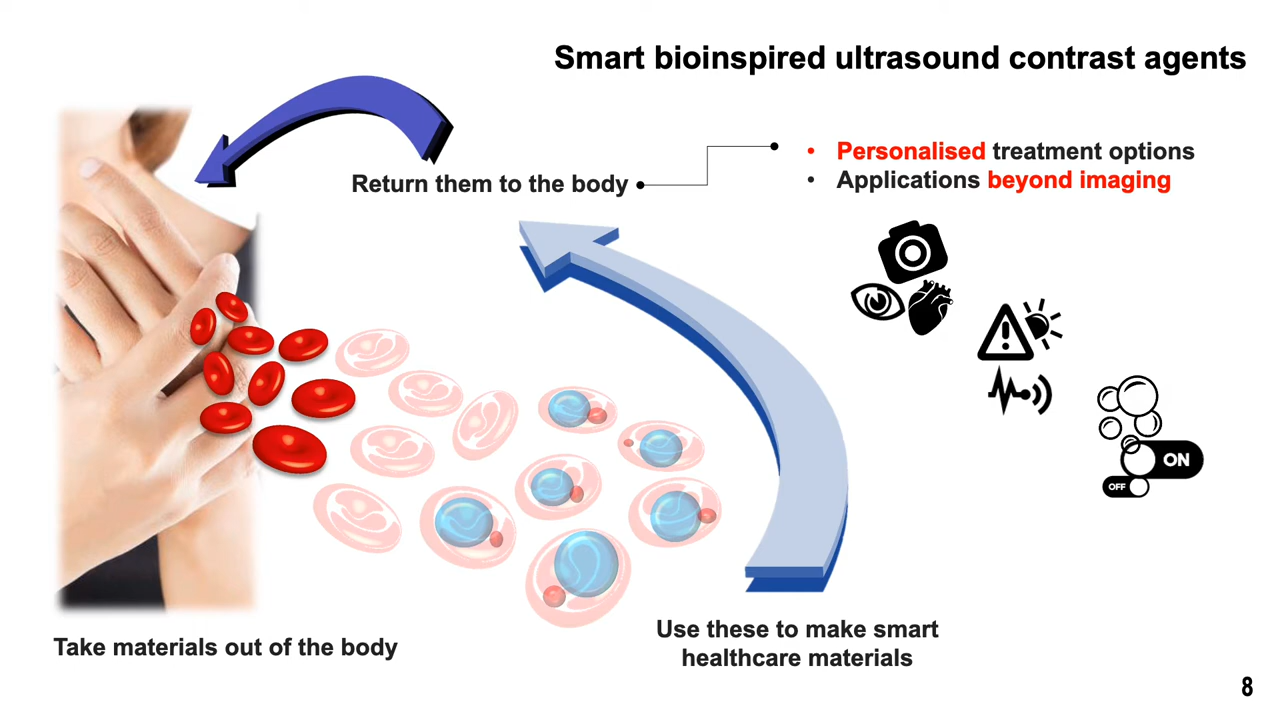 Smart bioinspired ultrasound contrast agents
Return them to the body
• Personalised treatment options
• Applications beyond imaging
ON
OFF
Use these to make smart
healthcare materials
Take materials out of the body
8